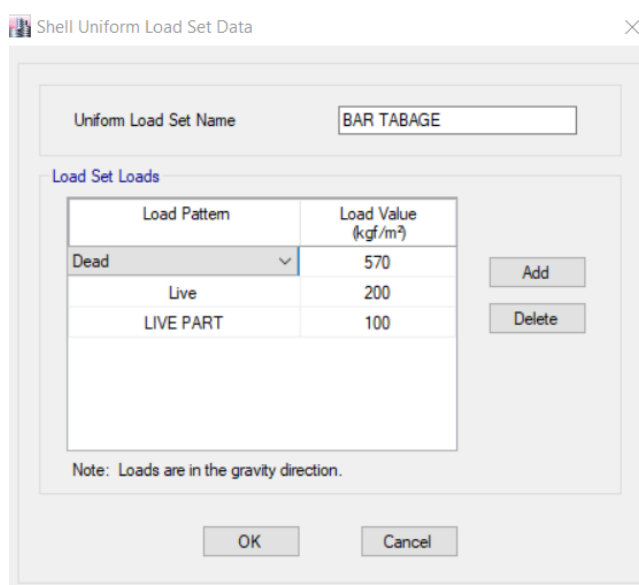 Shell Uniform Load Set Data
Uniform Load Set Name BAR TABAGE
Load Set Loads
Load Pattern Load Value
(kgf/m²)
Dead 570
Live 200
LIVE PART 100
Add
Delete
Note: Loads are in the gravity direction.
OK Cancel